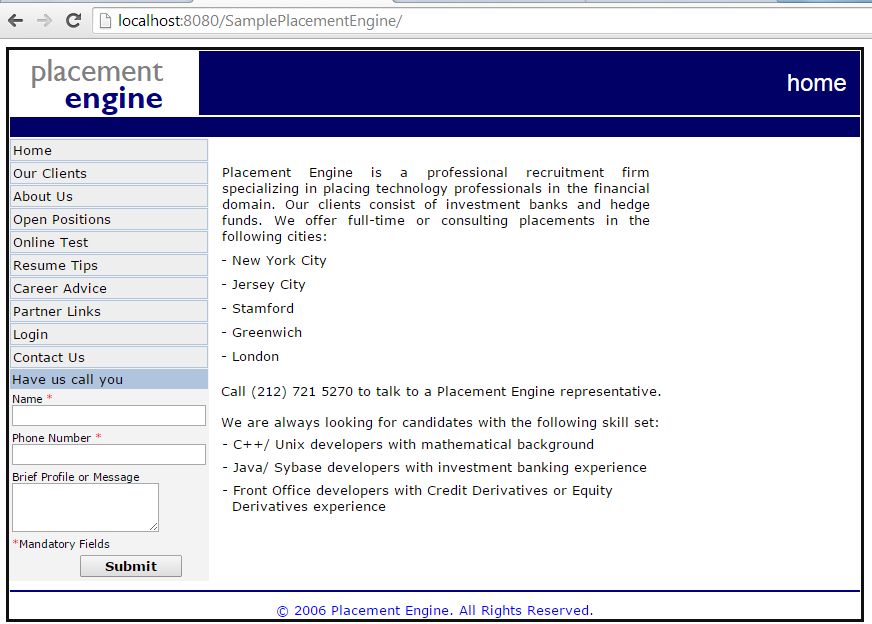 localhost:8080/SamplePlacementEngine/
placement
engine
home
Home
Our Clients
About Us
Open Positions
Online Test
Resume Tips
Career Advice
Partner Links
Login
Contact Us
Have us call you
Name *
Phone Number *
Brief Profile or Message
*Mandatory Fields
Submit
Placement Engine is a professional recruitment firm
specializing in placing technology professionals in the financial
domain. Our clients consist of investment banks and hedge
funds. We offer full-time or consulting placements in the
following cities:
- New York City
- Jersey City
- Stamford
- Greenwich
- London
Call (212) 721 5270 to talk to a Placement Engine representative.
We are always looking for candidates with the following skill set:
- C++/ Unix developers with mathematical background
- Java/ Sybase developers with investment banking experience
- Front Office developers with Credit Derivatives or Equity
Derivatives experience
© 2006 Placement Engine. All Rights Reserved.